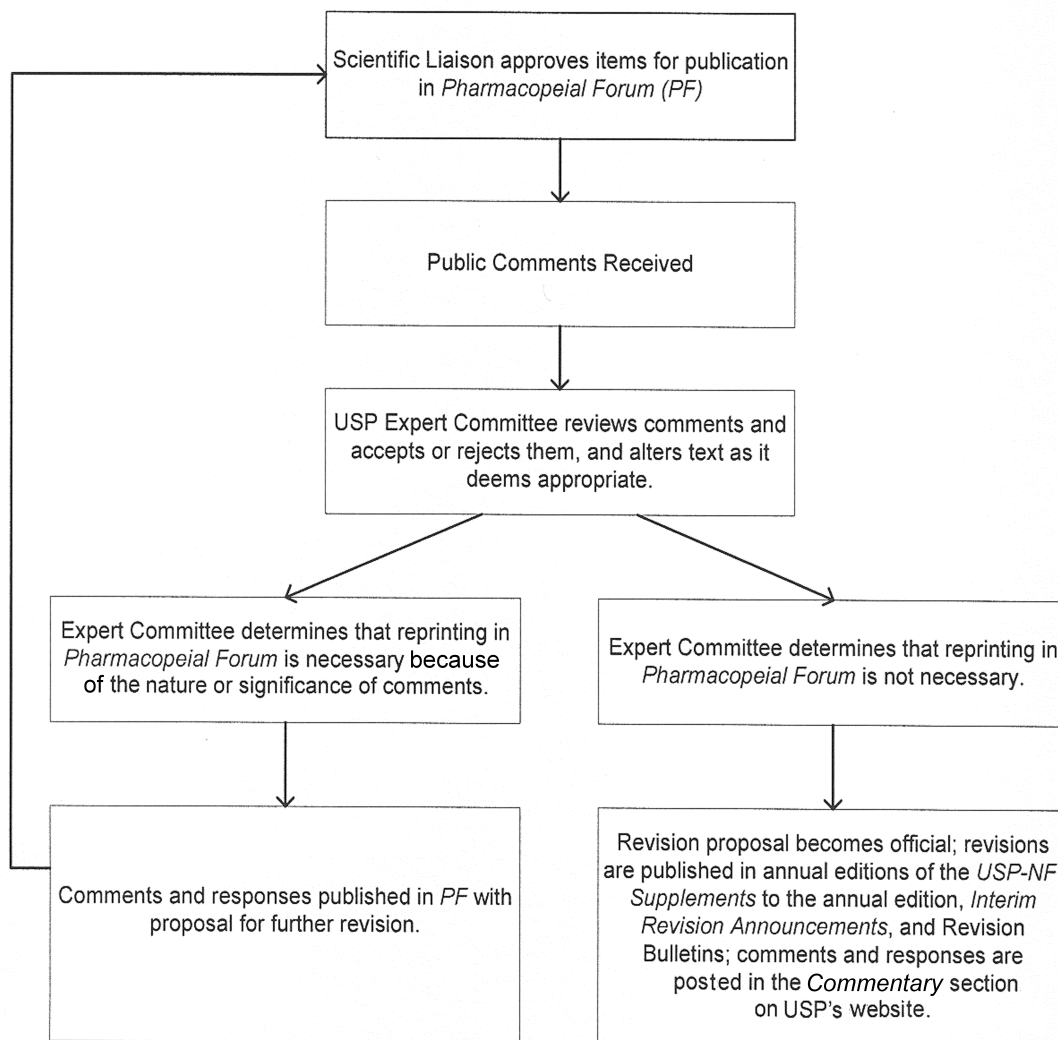 Scientific Liaison approves items for publication
in Pharmacopeial Forum (PF)
Public Comments Received
USP Expert Committee reviews comments and
accepts or rejects them, and alters text as it
deems appropriate.
Expert Committee determines that reprinting in
Pharmacopeial Forum is necessary because
of the nature or significance of comments.
Expert Committee determines that reprinting in
Pharmacopeial Forum is not necessary.
Comments and responses published in PF with
proposal for further revision.
Revision proposal becomes official; revisions
are published in annual editions of the USP-NF
Supplements to the annual edition, Interim
Revision Announcements, and Revision
Bulletins; comments and responses are
posted in the Commentary section
on USP's website.